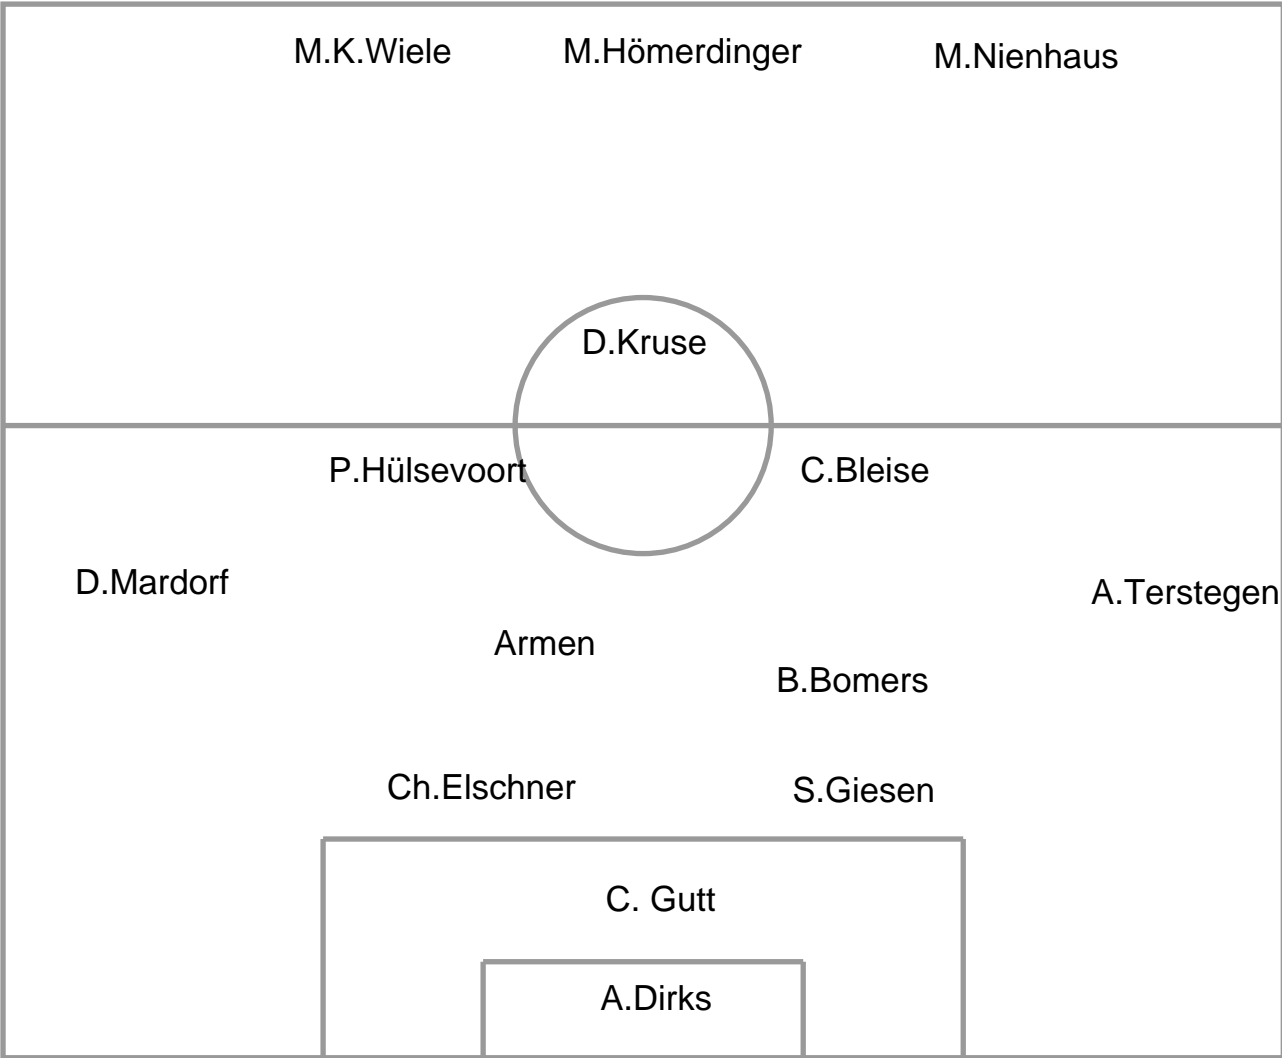 M.K.Wiele
M.Hömerdinger
M.Nienhaus
D.Kruse
P.Hülsevoort
C.Bleise
D.Mardorf
A.Terstegen
Armen
B.Bomers
Ch.Elschner
S.Giesen
C. Gutt
A.Dirks